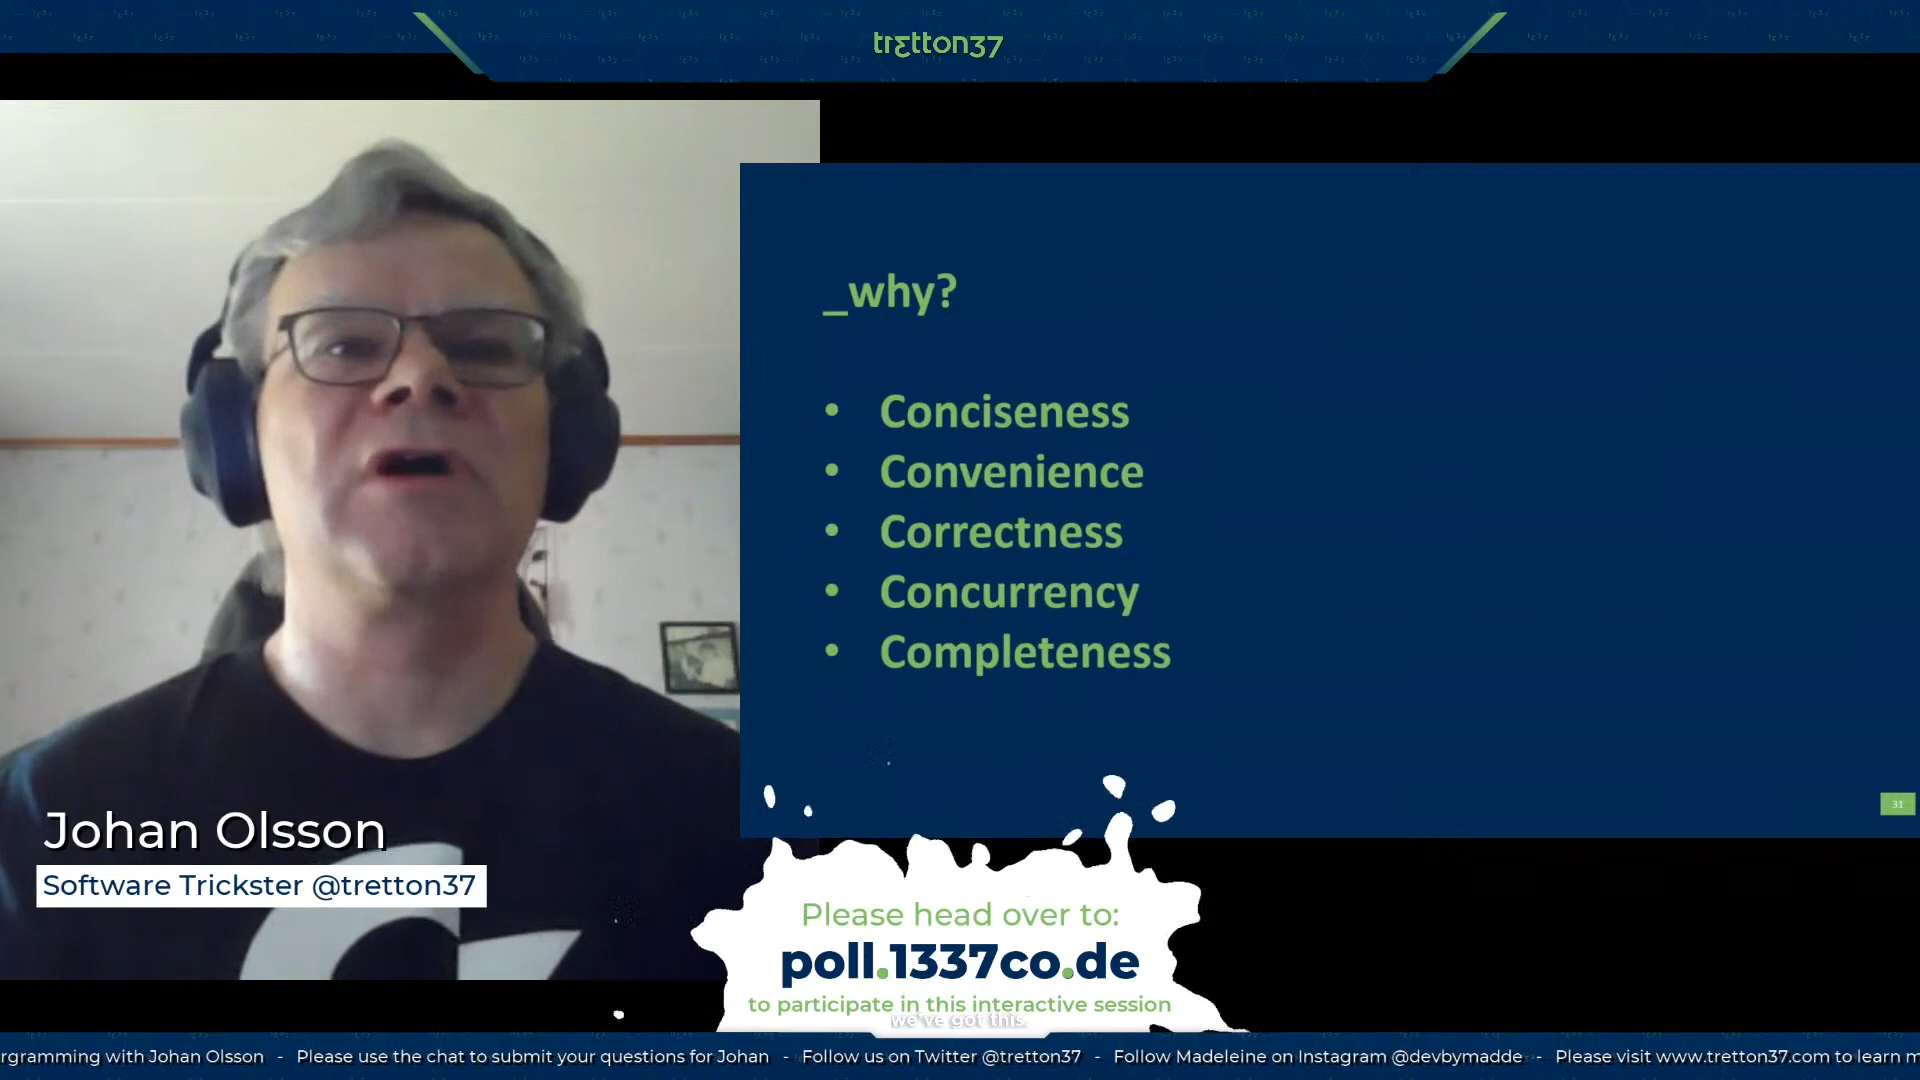 tretton37
_why?
• Conciseness
• Convenience
• Correctness
• Concurrency
• Completeness
31
Johan Olsson
Software Trickster @tretton37
Please head over to:
poll.1337co.de
to participate in this interactive session
we've got this.
rgramming with Johan Olsson - Please use the chat to submit your questions for Johan - Follow us on Twitter @tretton37 - Follow Madeleine on Instagram @devbymadde - Please visit www.tretton37.com to learn m